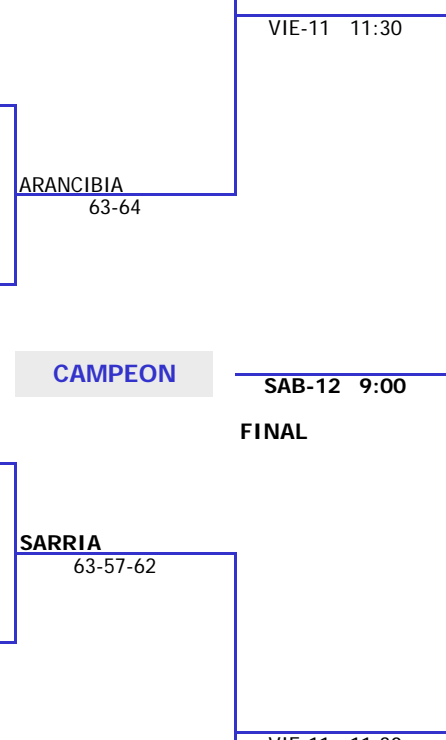 VIE-11 11:30
ARANCIBIA
63-64
CAMPEON
SAB-12 9:00
FINAL
SARRIA
63-57-62